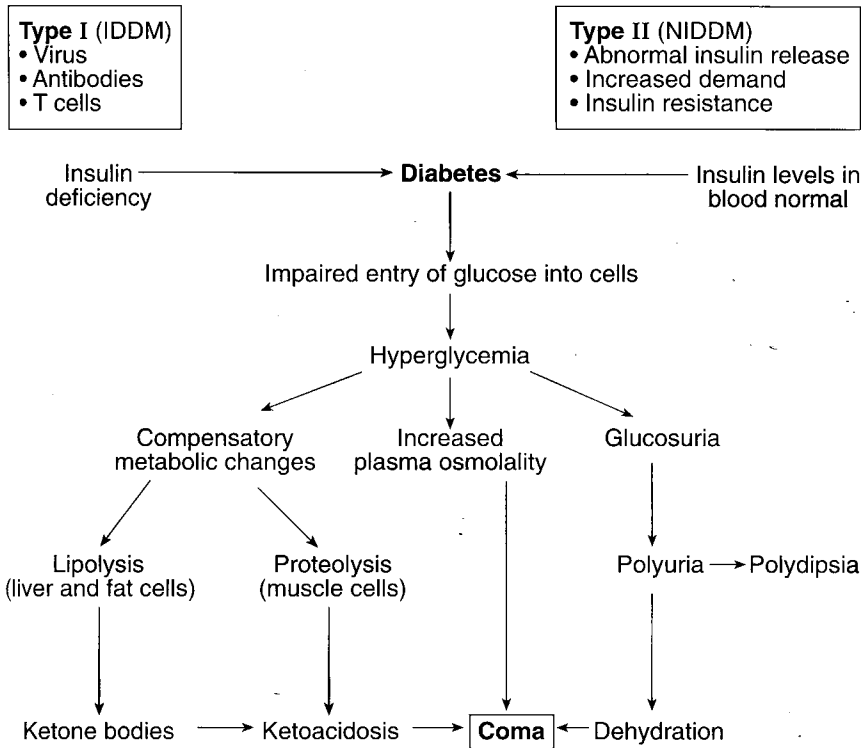 Type I (IDDM)
• Virus
• Antibodies
• T cells
Type II (NIDDM)
• Abnormal insulin release
• Increased demand
• Insulin resistance
Insulin
deficiency
Diabetes
Insulin levels in
blood normal
Impaired entry of glucose into cells
Hyperglycemia
Compensatory
metabolic changes
Increased
plasma osmolality
Glucosuria
Lipolysis
(liver and fat cells)
Proteolysis
(muscle cells)
Polyuria
Polydipsia
Ketone bodies
Ketoacidosis
Coma
Dehydration